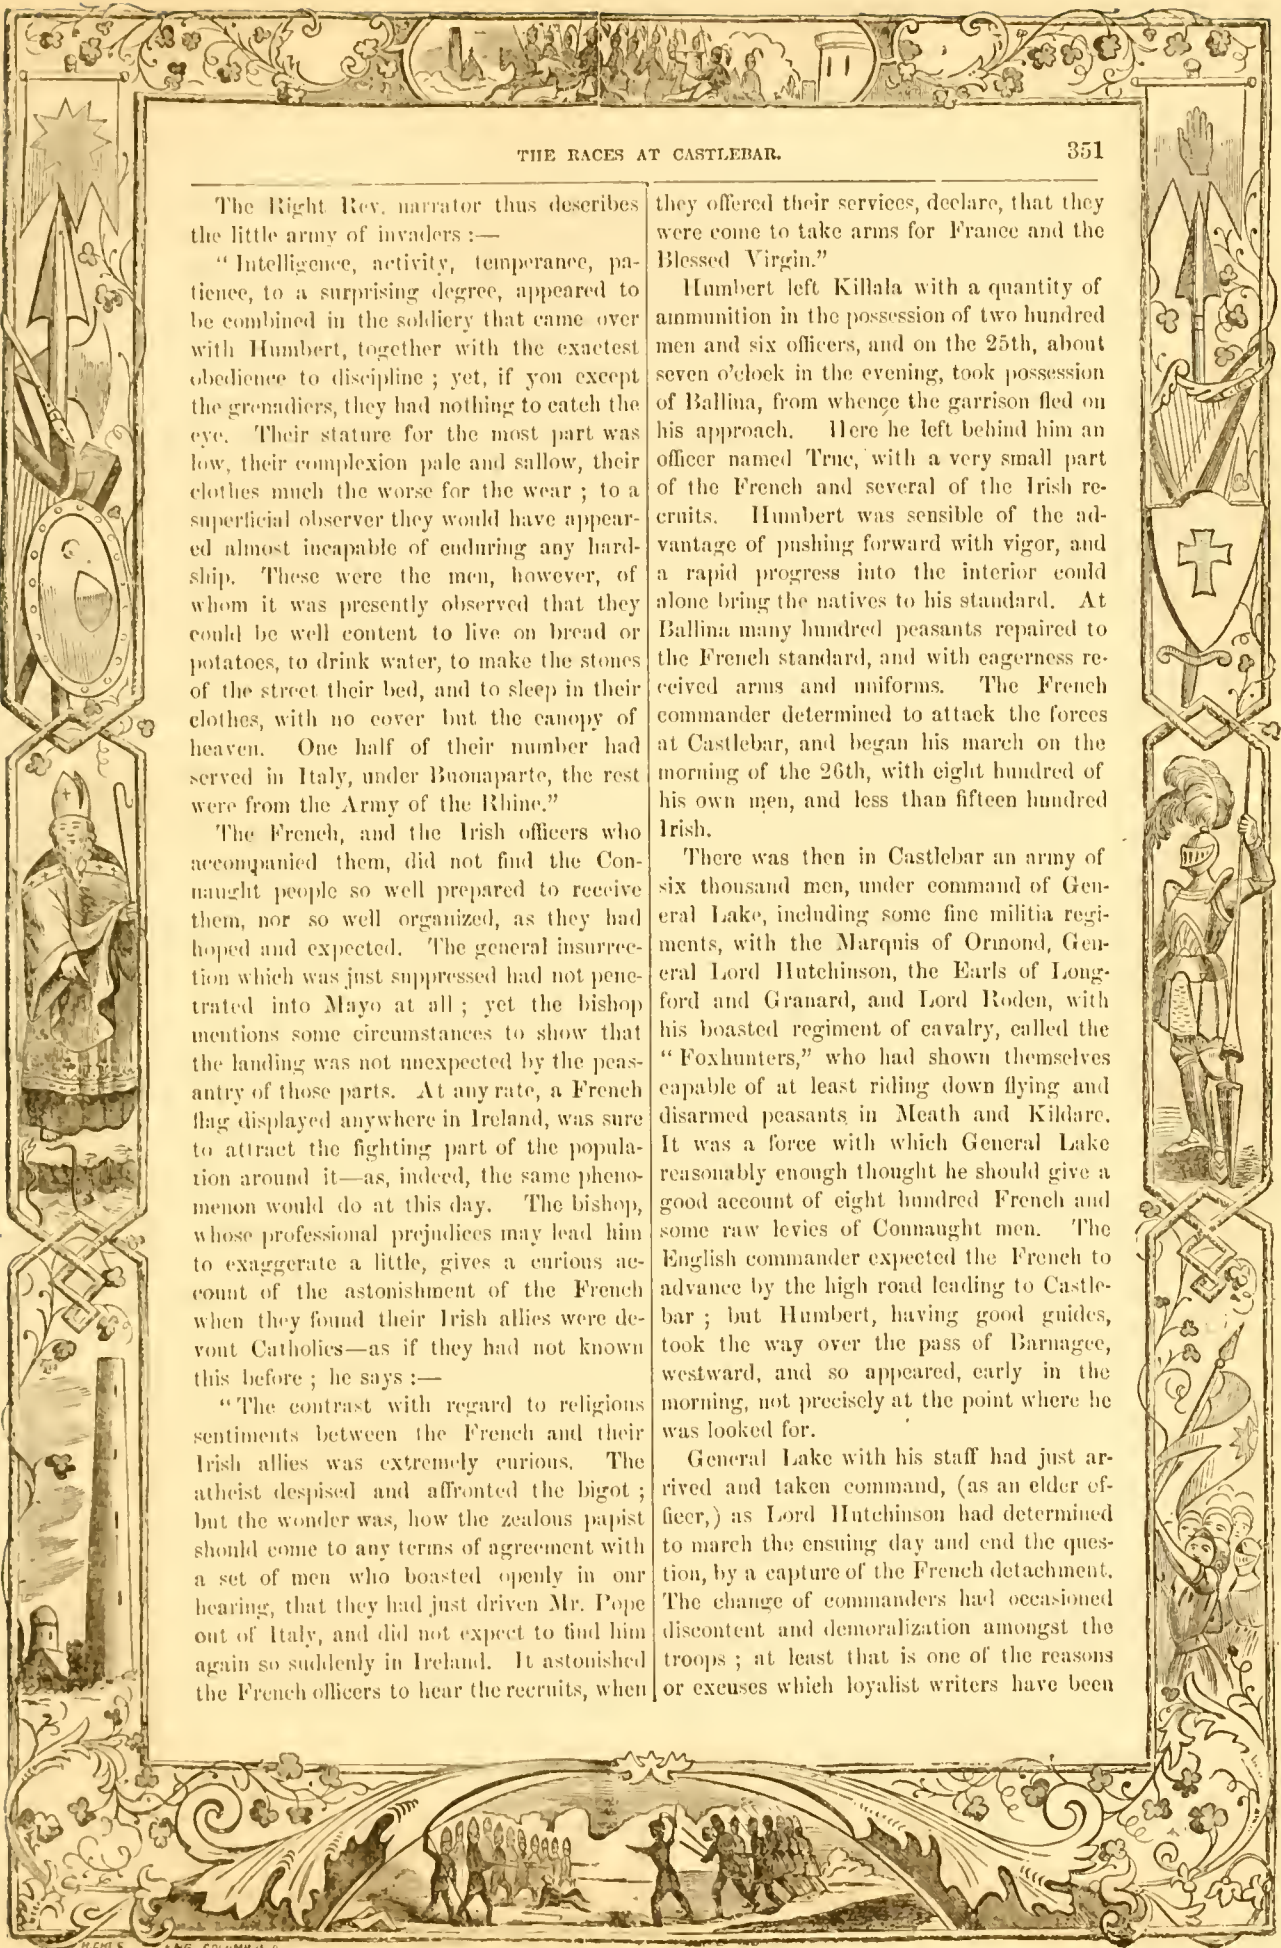 THE RACES AT CASTLEBAR. 351
The Right Rev. narrator thus describes
the little army of invaders :—
“ Intelligence, activity, temperance, pa-
tience, to a surprising degree, appeared to
be combined in the soldiery that came over
with Humbert, together with the exactest
obedience to discipline ; yet, if you except
the grenadiers, they had nothing to catch the
eye. Their stature for the most part was
low, their complexion pale and sallow, their
clothes much the worse for the wear ; to a
superficial observer they would have appear-
ed almost incapable of enduring any hard-
ship. These were the men, however, of
whom it was presently observed that they
could be well content to live on bread or
potatoes, to drink water, to make the stones
of the street their bed, and to sleep in their
clothes, with no cover but the canopy of
heaven. One half of their number had
served in Italy, under Buonaparte, the rest
were from the Army of the Rhine.”
The French, and the Irish officers who
accompanied them, did not find the Con-
naught people so well prepared to receive
them, nor so well organized, as they had
hoped and expected. The general insurrec-
tion which was just suppressed had not pene-
trated into Mayo at all ; yet the bishop
mentions some circumstances to show that
the landing was not unexpected by the peas-
antry of those parts. At any rate, a French
flag displayed anywhere in Ireland, was sure
to attract the fighting part of the popula-
tion around it—as, indeed, the same pheno-
menon would do at this day. The bishop,
whose professional prejudices may lead him
to exaggerate a little, gives a curious ac-
count of the astonishment of the French
when they found their Irish allies were de-
vout Catholics—as if they had not known
this before ; he says :—
“ The contrast with regard to religious
sentiments between the French and their
Irish allies was extremely curious. The
atheist despised and affronted the bigot ;
but the wonder was, how the zealous papist
should come to any terms of agreement with
a set of men who boasted openly in our
hearing, that they had just driven Mr. Pope
out of Italy, and did not expect to find him
again so suddenly in Ireland. It astonished
the French officers to hear the recruits, when
they offered their services, declare, that they
were come to take arms for France and the
Blessed Virgin.”
Humbert left Killala with a quantity of
ammunition in the possession of two hundred
men and six officers, and on the 25th, about
seven o’clock in the evening, took possession
of Ballina, from whence the garrison fled on
his approach. Here he left behind him an
officer named True, with a very small part
of the French and several of the Irish re-
cruits. Humbert was sensible of the ad-
vantage of pushing forward with vigor, and
a rapid progress into the interior could
alone bring the natives to his standard. At
Ballina many hundred peasants repaired to
the French standard, and with eagerness re-
ceived arms and uniforms. The French
commander determined to attack the forces
at Castlebar, and began his march on the
morning of the 26th, with eight hundred of
his own men, and less than fifteen hundred
Irish.
There was then in Castlebar an army of
six thousand men, under command of Gen-
eral Lake, including some fine militia regi-
ments, with the Marquis of Ormond, Gen-
eral Lord Hutchinson, the Earls of Long-
ford and Granard, and Lord Roden, with
his boasted regiment of cavalry, called the
“ Foxhunters,” who had shown themselves
capable of at least riding down flying and
disarmed peasants in Meath and Kildare.
It was a force with which General Lake
reasonably enough thought he should give a
good account of eight hundred French and
some raw levies of Connaught men. The
English commander expected the French to
advance by the high road leading to Castle-
bar ; but Humbert, having good guides,
took the way over the pass of Barnagee,
westward, and so appeared, early in the
morning, not precisely at the point where he
was looked for.
General Lake with his staff had just ar-
rived and taken command, (as an elder of-
ficer,) as Lord Hutchinson had determined
to march the ensuing day and end the ques-
tion, by a capture of the French detachment.
The change of commanders had occasioned
discontent and demoralization amongst the
troops ; at least that is one of the reasons
or excuses which loyalist writers have been